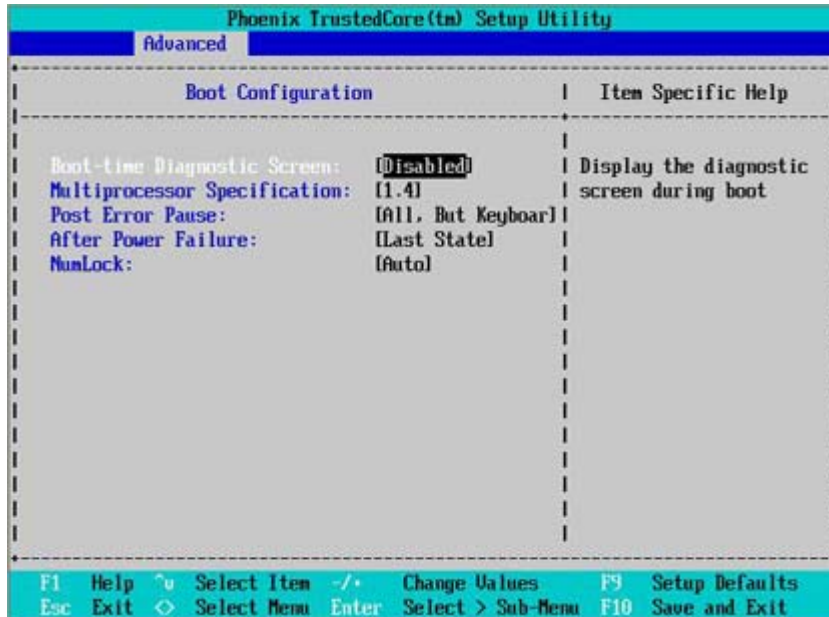 Phoenix TrustedCore(tm) Setup Utility
Advanced
Boot Configuration
Item Specific Help
Boot-time Diagnostic Screen: [Disabled]
Display the diagnostic
Multiprocessor Specification: [1.4]
screen during boot
Post Error Pause: [All, But Keyboar]
After Power Failure: [Last State]
NumLock: [Auto]
F1 Help ^v Select Item -/+ Change Values F9 Setup Defaults
Esc Exit <> Select Menu Enter Select > Sub-Menu F10 Save and Exit